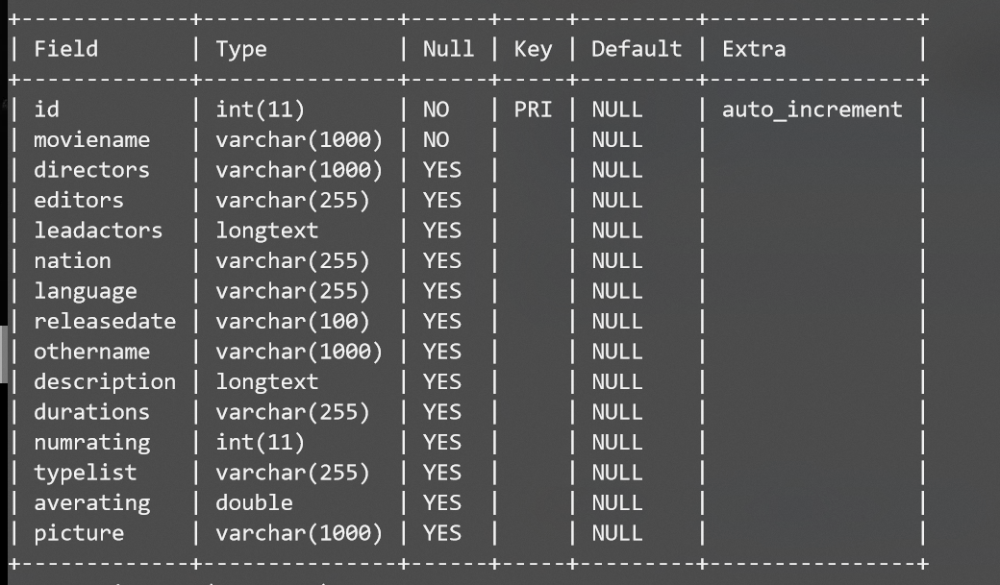 +------------+---------------+------+-----+---------+----------------+
| Field | Type | Null | Key | Default | Extra |
+------------+---------------+------+-----+---------+----------------+
| id | int(11) | NO | PRI | NULL | auto_increment |
| moviename | varchar(1000) | NO | | NULL | |
| directors | varchar(1000) | YES | | NULL | |
| editors | varchar(255) | YES | | NULL | |
| leadactors | longtext | YES | | NULL | |
| nation | varchar(255) | YES | | NULL | |
| language | varchar(255) | YES | | NULL | |
| releasedate | varchar(100) | YES | | NULL | |
| othername | varchar(1000) | YES | | NULL | |
| description | longtext | YES | | NULL | |
| durations | varchar(255) | YES | | NULL | |
| numrating | int(11) | YES | | NULL | |
| typelist | varchar(255) | YES | | NULL | |
| averating | double | YES | | NULL | |
| picture | varchar(1000) | YES | | NULL | |
+------------+---------------+------+-----+---------+----------------+